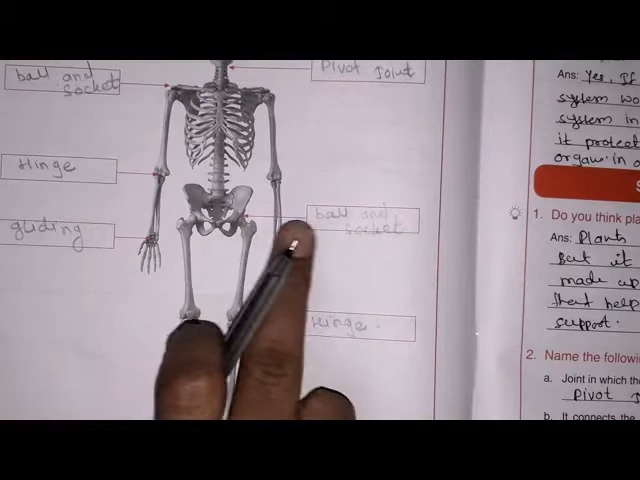 ball and
socket
Pivot Joint
Hinge
gliding
ball and
socket
Hinge.
Ans: Yes, If
system wo
system in
it protect
organ in o
S
1. Do you think pla
Ans: Plants
But it
made up
that help
support.
2. Name the followi
a. Joint in which the
Pivot J
b. It connects the